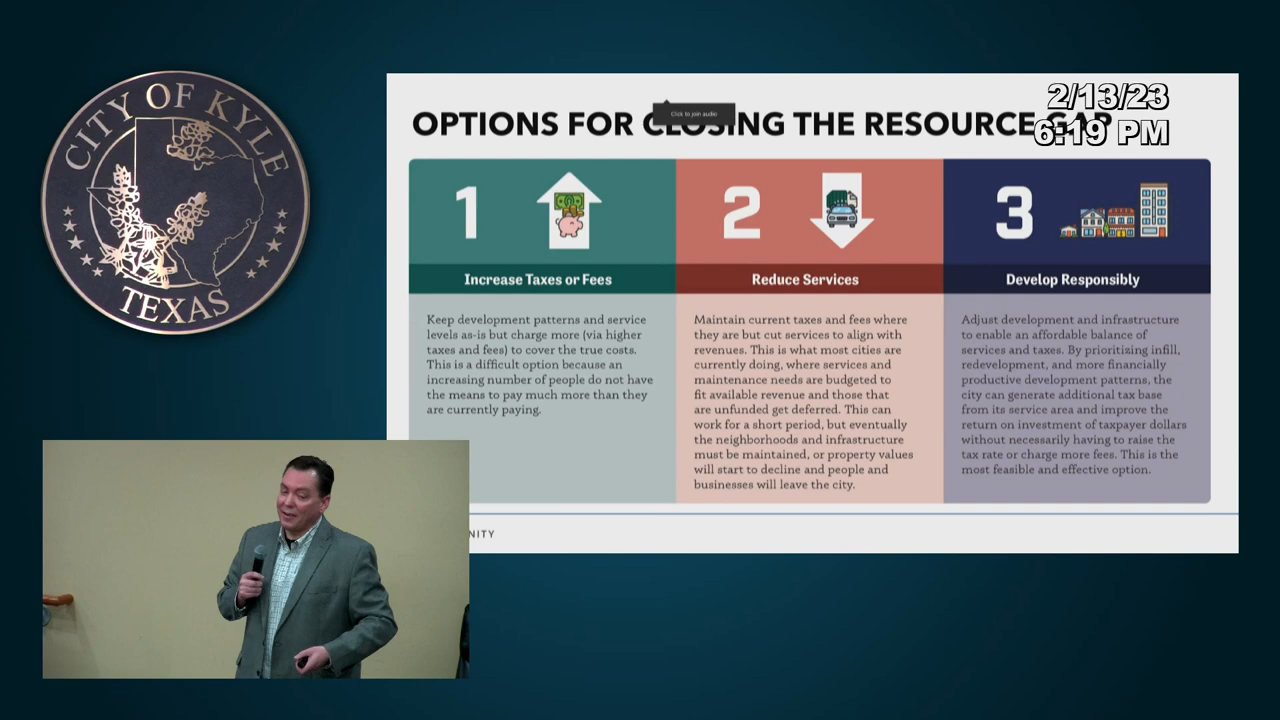 CITY OF KYLE
TEXAS
2/13/23
6:19 PM
Click to join audio
OPTIONS FOR CLOSING THE RESOURCE GAP
1
2
3
Increase Taxes or Fees
Reduce Services
Develop Responsibly
Keep development patterns and service
levels as-is but charge more (via higher
taxes and fees) to cover the true costs.
This is a difficult option because an
increasing number of people do not have
the means to pay much more than they
are currently paying.
Maintain current taxes and fees where
they are but cut services to align with
revenues. This is what most cities are
currently doing, where services and
maintenance needs are budgeted to
fit available revenue and those that
are unfunded get deferred. This can
work for a short period, but eventually
the neighborhoods and infrastructure
must be maintained, or property values
will start to decline and people and
businesses will leave the city.
Adjust development and infrastructure
to enable an affordable balance of
services and taxes. By prioritizing infill,
redevelopment, and more financially
productive development patterns, the
city can generate additional tax base
from its service area and improve the
return on investment of taxpayer dollars
without necessarily having to raise the
tax rate or charge more fees. This is the
most feasible and effective option.
NITY